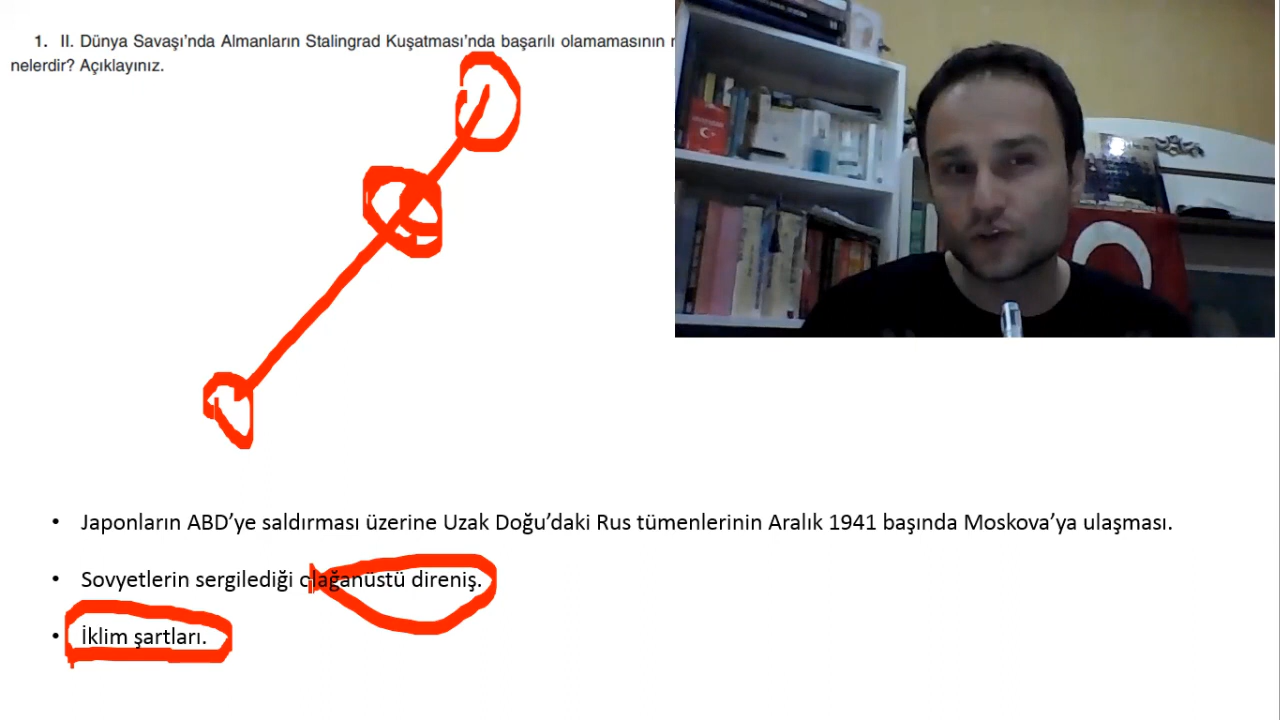 1. II. Dünya Savaşı’nda Almanların Stalingrad Kuşatması’nda başarılı olamamasının
nelerdir? Açıklayınız.
• Japonların ABD’ye saldırması üzerine Uzak Doğu’daki Rus tümenlerinin Aralık 1941 başında Moskova’ya ulaşması.
• Sovyetlerin sergilediği olağanüstü direniş.
• İklim şartları.